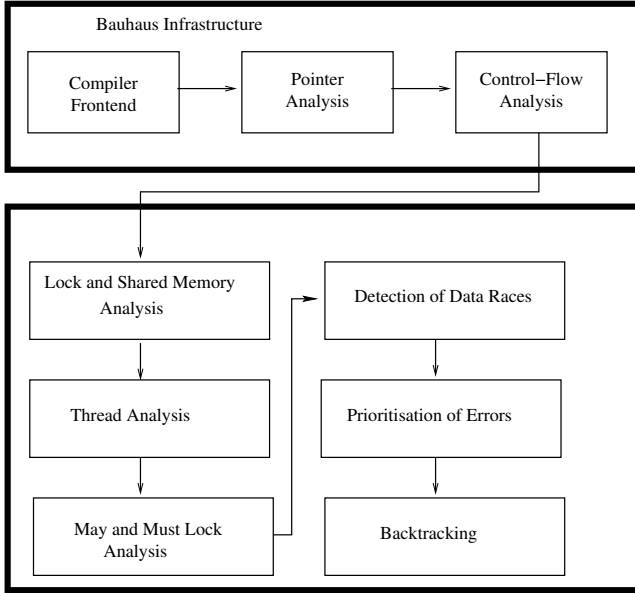 Bauhaus Infrastructure
Compiler
Frontend
Pointer
Analysis
Control–Flow
Analysis
Lock and Shared Memory
Analysis
Thread Analysis
May and Must Lock
Analysis
Detection of Data Races
Prioritisation of Errors
Backtracking